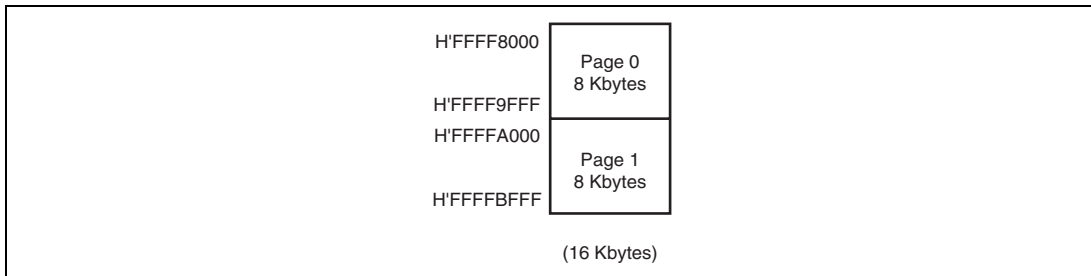 H'FFFF8000
Page 0
8 Kbytes
H'FFFF9FFF
H'FFFFA000
Page 1
8 Kbytes
H'FFFFBFFF
(16 Kbytes)